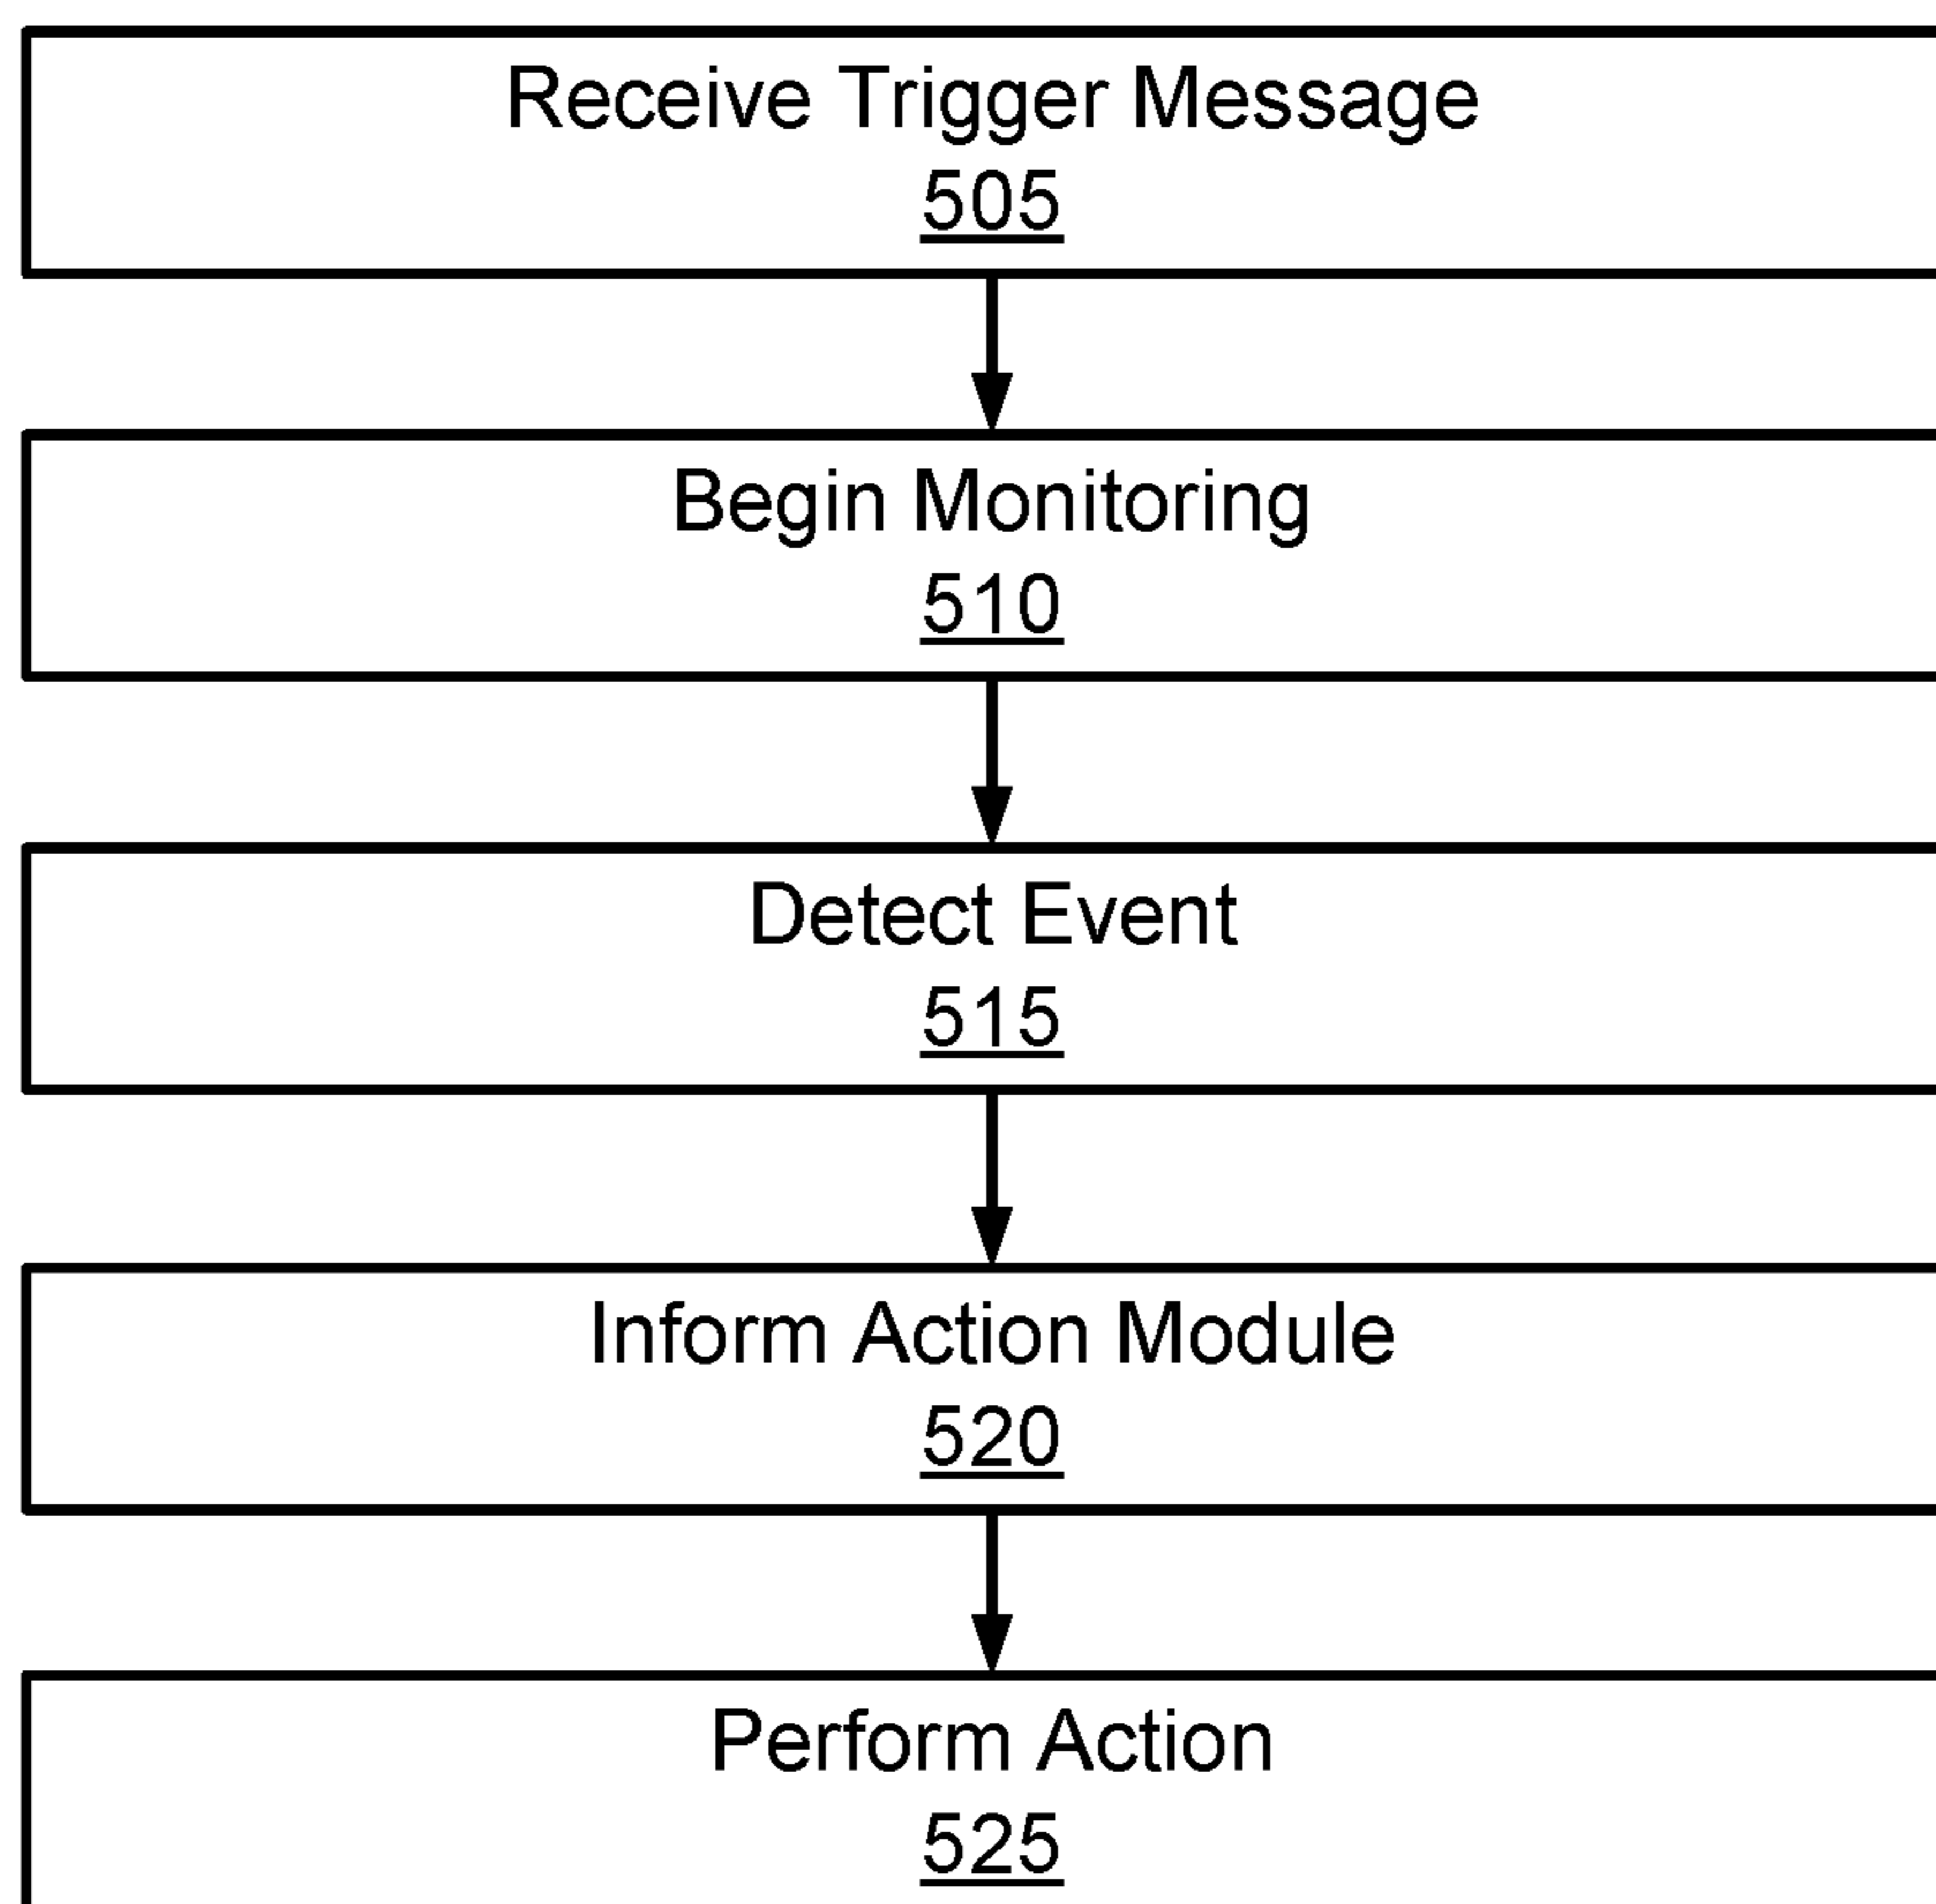 Receive Trigger Message
505
Begin Monitoring
510
Detect Event
515
Inform Action Module
520
Perform Action
525